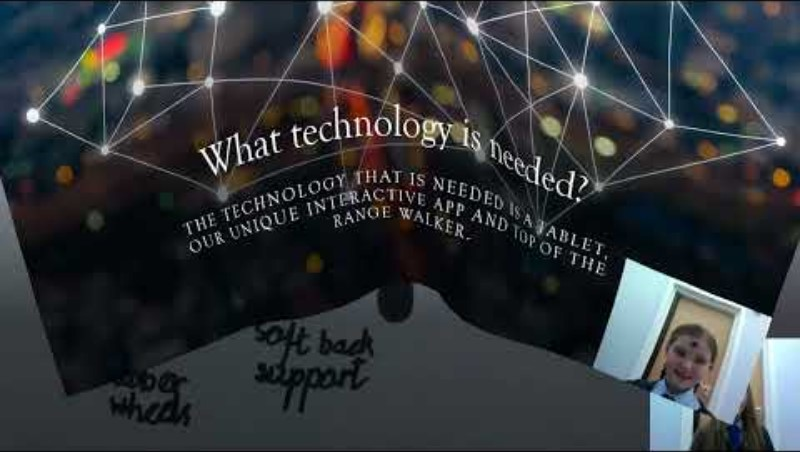 What technology is needed?
THE TECHNOLOGY THAT IS NEEDED IS A TABLET,
OUR UNIQUE INTERACTIVE APP AND TOP OF THE
RANGE WALKER.
Soft back
support
wheels